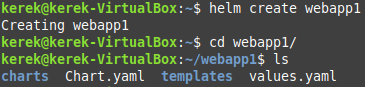 kerek@kerek-VirtualBox:~$ helm create webapp1
Creating webapp1
kerek@kerek-VirtualBox:~$ cd webapp1/
kerek@kerek-VirtualBox:~/webapp1$ ls
charts  Chart.yaml  templates  values.yaml